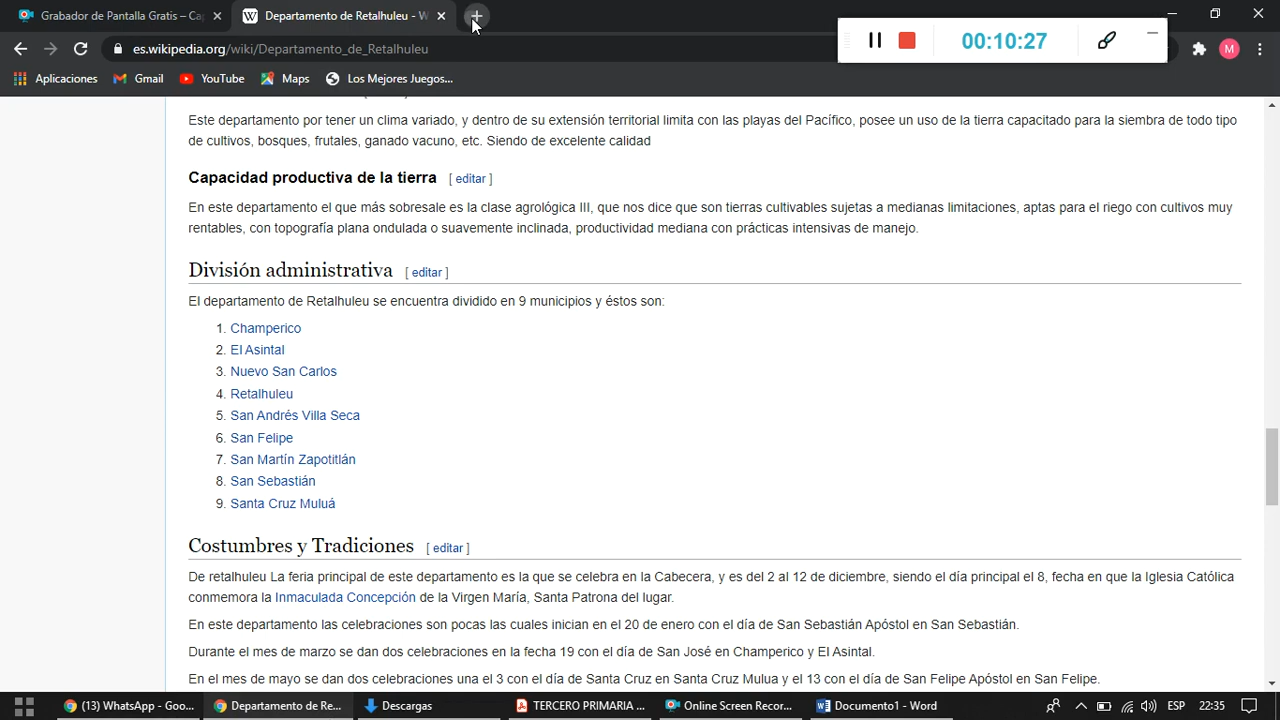 Grabador de Pantalla Gratis – Ca
Departamento de Retalhuleu - W
00:10:27
es.wikipedia.org/wiki/Departamento_de_Retalhuleu
M
Aplicaciones Gmail YouTube Maps Los Mejores Juegos...
Este departamento por tener un clima variado, y dentro de su extensión territorial limita con las playas del Pacífico, posee un uso de la tierra capacitado para la siembra de todo tipo
de cultivos, bosques, frutales, ganado vacuno, etc. Siendo de excelente calidad
Capacidad productiva de la tierra [ editar ]
En este departamento el que más sobresale es la clase agrológica III, que nos dice que son tierras cultivables sujetas a medianas limitaciones, aptas para el riego con cultivos muy
rentables, con topografía plana ondulada o suavemente inclinada, productividad mediana con prácticas intensivas de manejo.
División administrativa [ editar ]
El departamento de Retalhuleu se encuentra dividido en 9 municipios y éstos son:
1. Champerico
2. El Asintal
3. Nuevo San Carlos
4. Retalhuleu
5. San Andrés Villa Seca
6. San Felipe
7. San Martín Zapotitlán
8. San Sebastián
9. Santa Cruz Muluá
Costumbres y Tradiciones [ editar ]
De retalhuleu La feria principal de este departamento es la que se celebra en la Cabecera, y es del 2 al 12 de diciembre, siendo el día principal el 8, fecha en que la Iglesia Católica
conmemora la Inmaculada Concepción de la Virgen María, Santa Patrona del lugar.
En este departamento las celebraciones son pocas las cuales inician en el 20 de enero con el día de San Sebastián Apóstol en San Sebastián.
Durante el mes de marzo se dan dos celebraciones en la fecha 19 con el día de San José en Champerico y El Asintal.
En el mes de mayo se dan dos celebraciones una el 3 con el día de Santa Cruz en Santa Cruz Mulua y el 13 con el día de San Felipe Apóstol en San Felipe.
(13) WhatsApp - Goo... Departamento de Re... Descargas TERCERO PRIMARIA ... Online Screen Recor... Documento1 - Word ESP 22:35